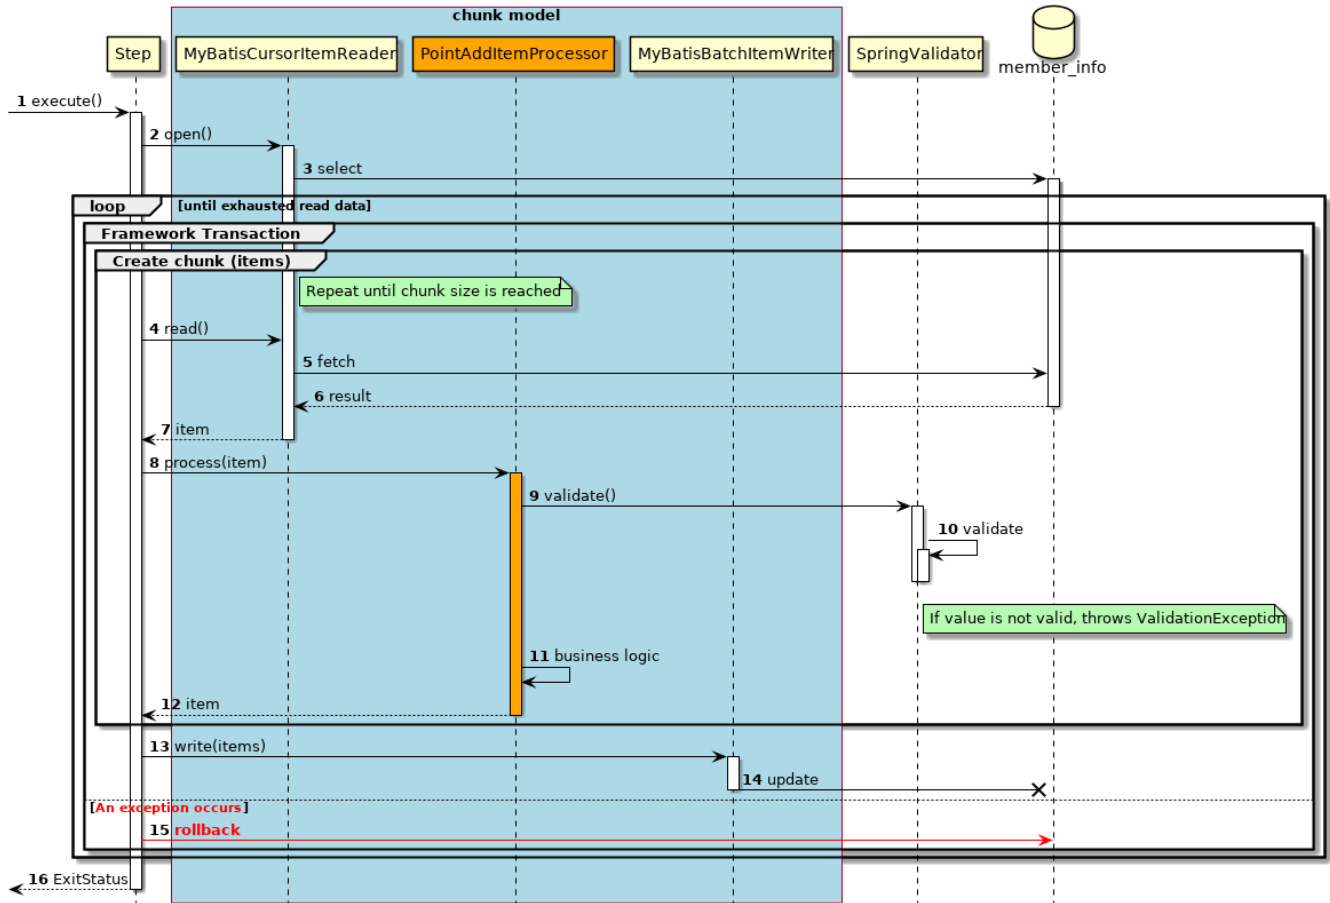 chunk model
Step
MyBatisCursorItemReader
PointAddItemProcessor
MyBatisBatchItemWriter
SpringValidator
member_info
1 execute()
2 open()
3 select
loop [until exhausted read data]
Framework Transaction
Create chunk (items)
Repeat until chunk size is reached
4 read()
5 fetch
6 result
7 item
8 process(item)
9 validate()
10 validate
If value is not valid, throws ValidationException
11 business logic
12 item
13 write(items)
14 update
[An exception occurs]
15 rollback
16 ExitStatus